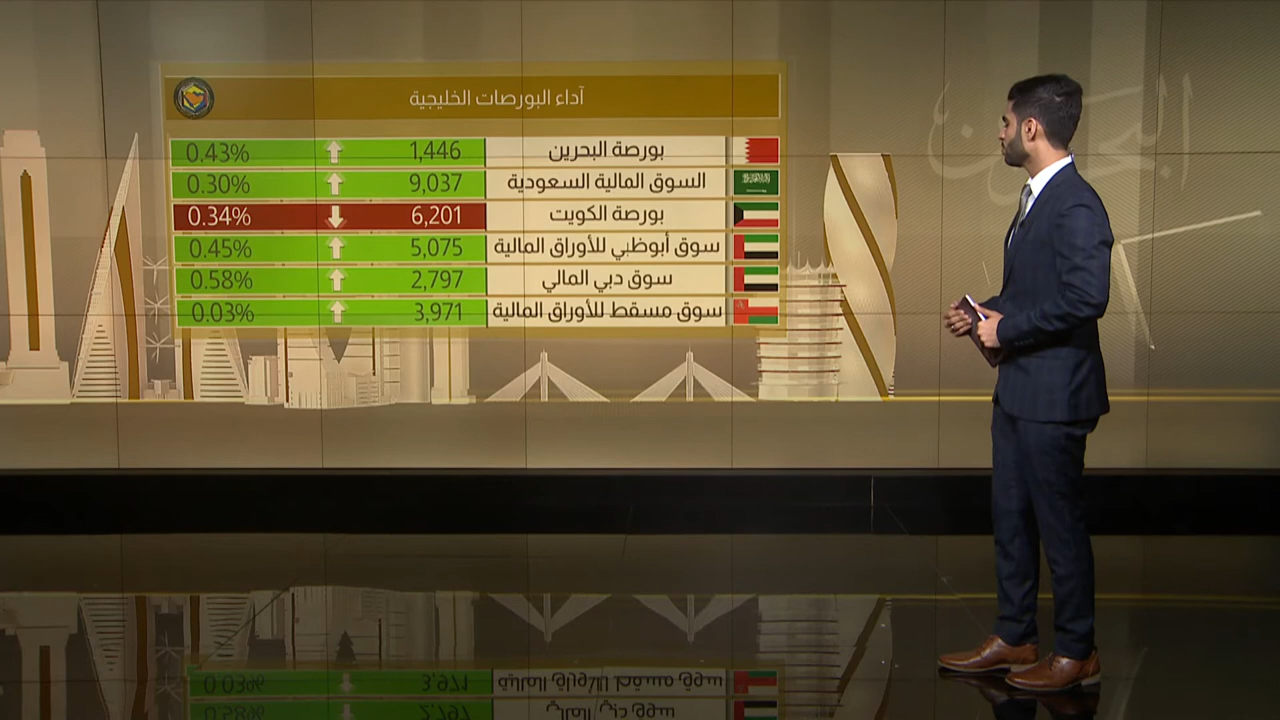 آداء البورصات الخليجية
بورصة البحرين 1,446 0.43%
السوق المالية السعودية 9,037 0.30%
بورصة الكويت 6,201 0.34%
سوق أبوظبي للأوراق المالية 5,075 0.45%
سوق دبي المالي 2,797 0.58%
سوق مسقط للأوراق المالية 3,971 0.03%
البحرين